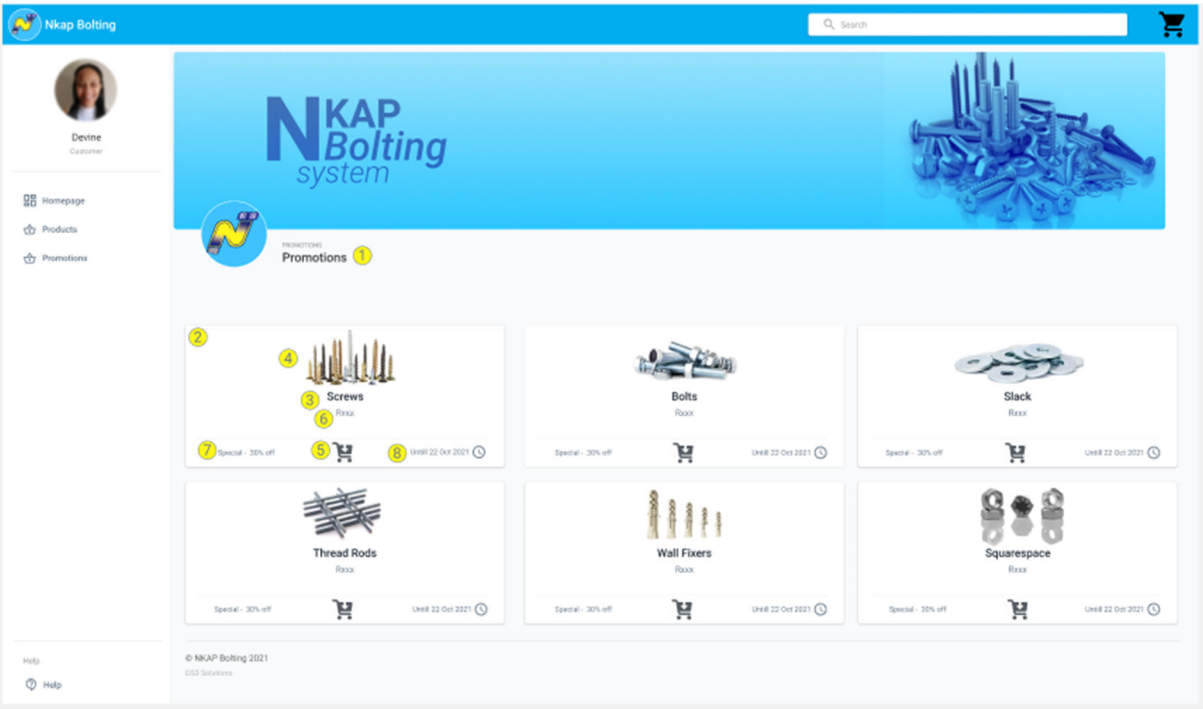 Nkap Bolting
Search
Devine
Customer
Homepage
Products
Promotions
NKAP
Bolting
system
PROMOTIONS
Promotions 1
2
4
3 Screws
6 Rxxx
7 Special - 30% off 5 8 Untill 22 Oct 2021
Bolts
Rxxx
Special - 30% off Untill 22 Oct 2021
Slack
Rxxx
Special - 30% off Untill 22 Oct 2021
Thread Rods
Rxxx
Special - 30% off Untill 22 Oct 2021
Wall Fixers
Rxxx
Special - 30% off Untill 22 Oct 2021
Squarespace
Rxxx
Special - 30% off Untill 22 Oct 2021
© NKAP Bolting 2021
Help
Help